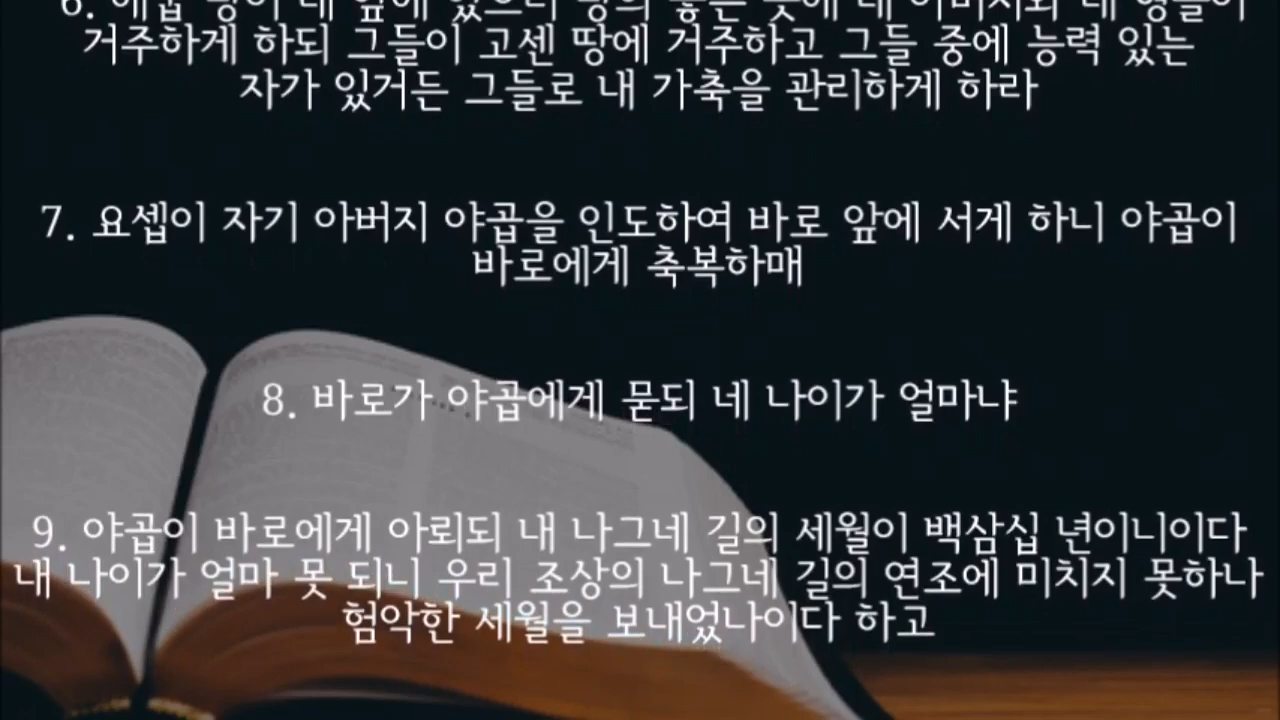 거주하게 하되 그들이 고센 땅에 거주하고 그들 중에 능력 있는
자가 있거든 그들로 내 가축을 관리하게 하라
7. 요셉이 자기 아버지 야곱을 인도하여 바로 앞에 서게 하니 야곱이
바로에게 축복하매
8. 바로가 야곱에게 묻되 네 나이가 얼마냐
9. 야곱이 바로에게 아뢰되 내 나그네 길의 세월이 백삼십 년이니이다
내 나이가 얼마 못 되니 우리 조상의 나그네 길의 연조에 미치지 못하나
험악한 세월을 보내었나이다 하고